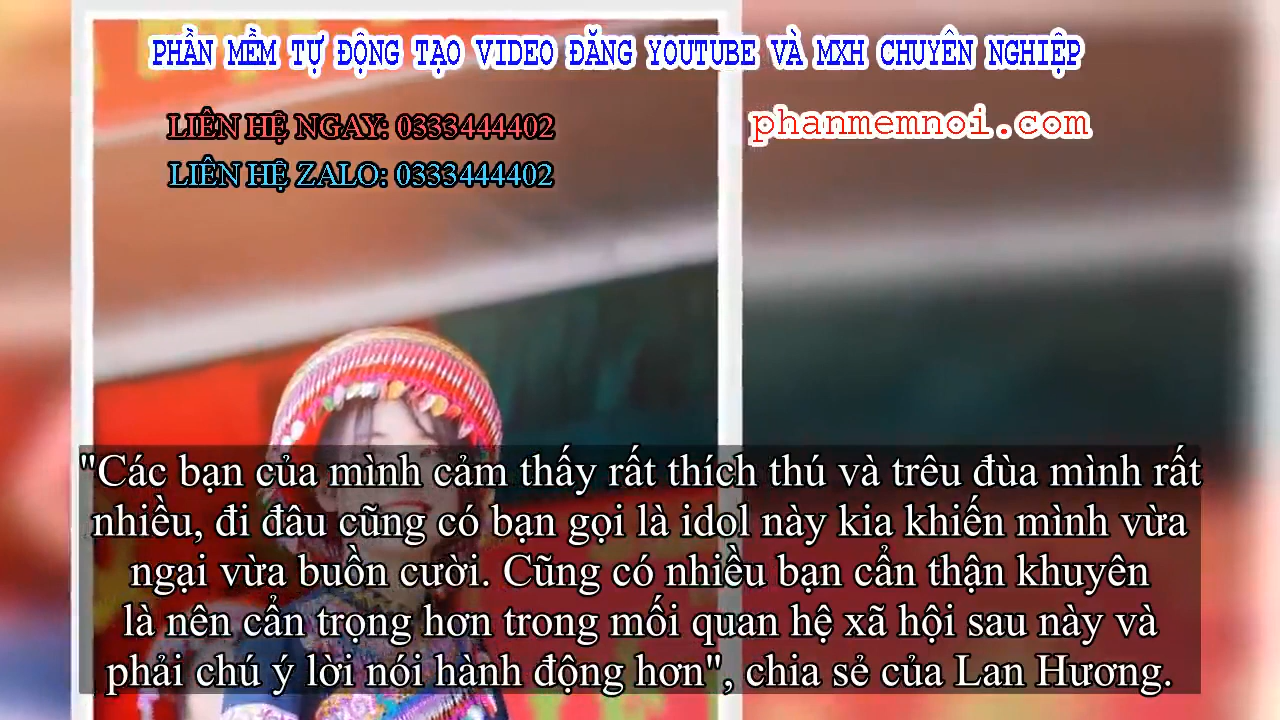 PHẦN MỀM TỰ ĐỘNG TẠO VIDEO ĐĂNG YOUTUBE VÀ MXH CHUYÊN NGHIỆP
LIÊN HỆ NGAY: 0333444402
phanmemnoi.com
LIÊN HỆ ZALO: 0333444402
"Các bạn của mình cảm thấy rất thích thú và trêu đùa mình rất
nhiều, đi đâu cũng có bạn gọi là idol này kia khiến mình vừa
ngại vừa buồn cười. Cũng có nhiều bạn cẩn thận khuyên
là nên cẩn trọng hơn trong mối quan hệ xã hội sau này và
phải chú ý lời nói hành động hơn", chia sẻ của Lan Hương.